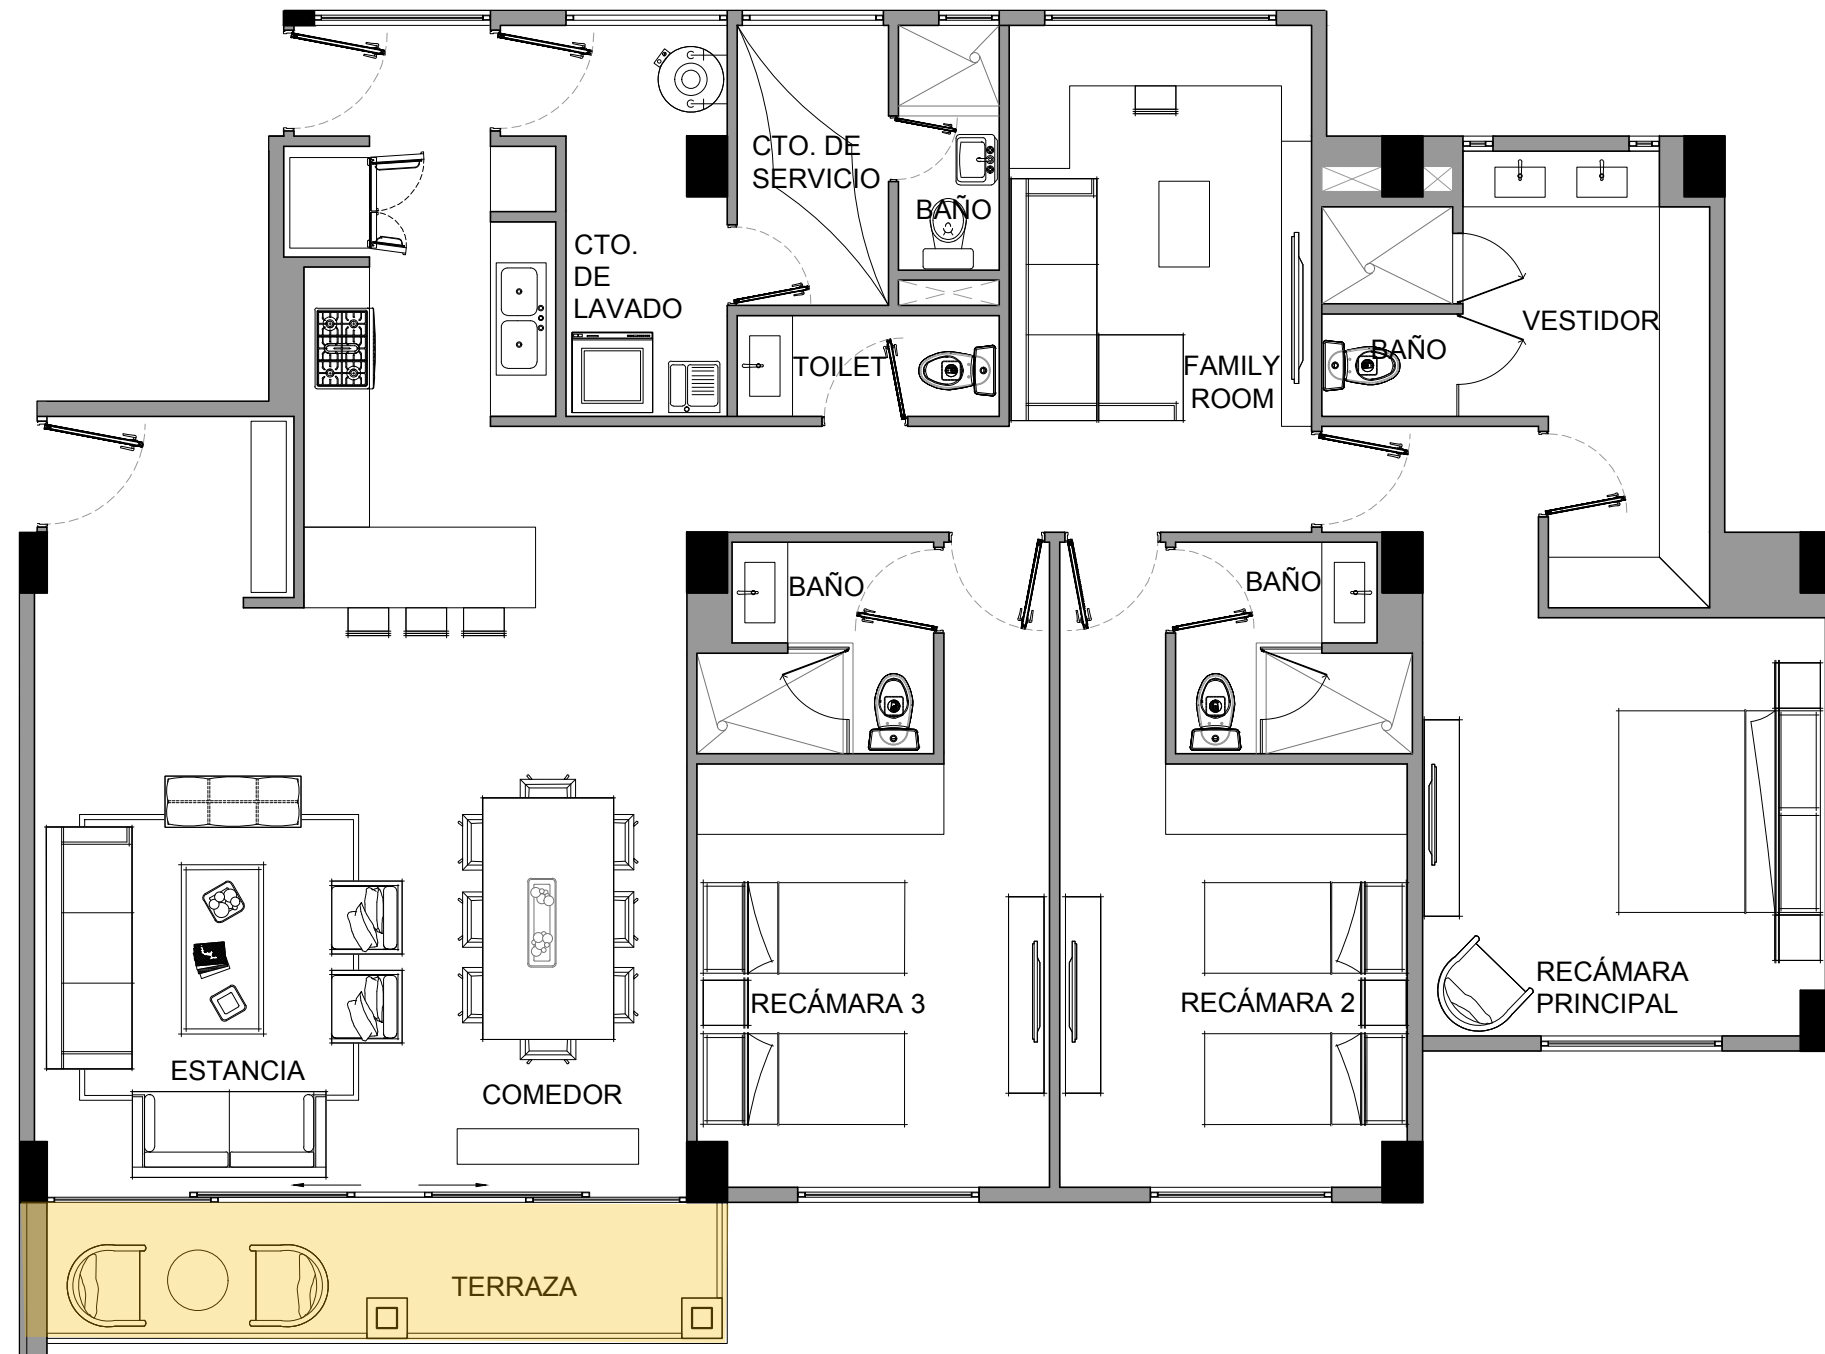 CTO. DE
SERVICIO
BAÑO
CTO.
DE
LAVADO
TOILET
FAMILY
ROOM
BAÑO
VESTIDOR
BAÑO
BAÑO
RECÁMARA 3
RECÁMARA 2
RECÁMARA
PRINCIPAL
ESTANCIA
COMEDOR
TERRAZA